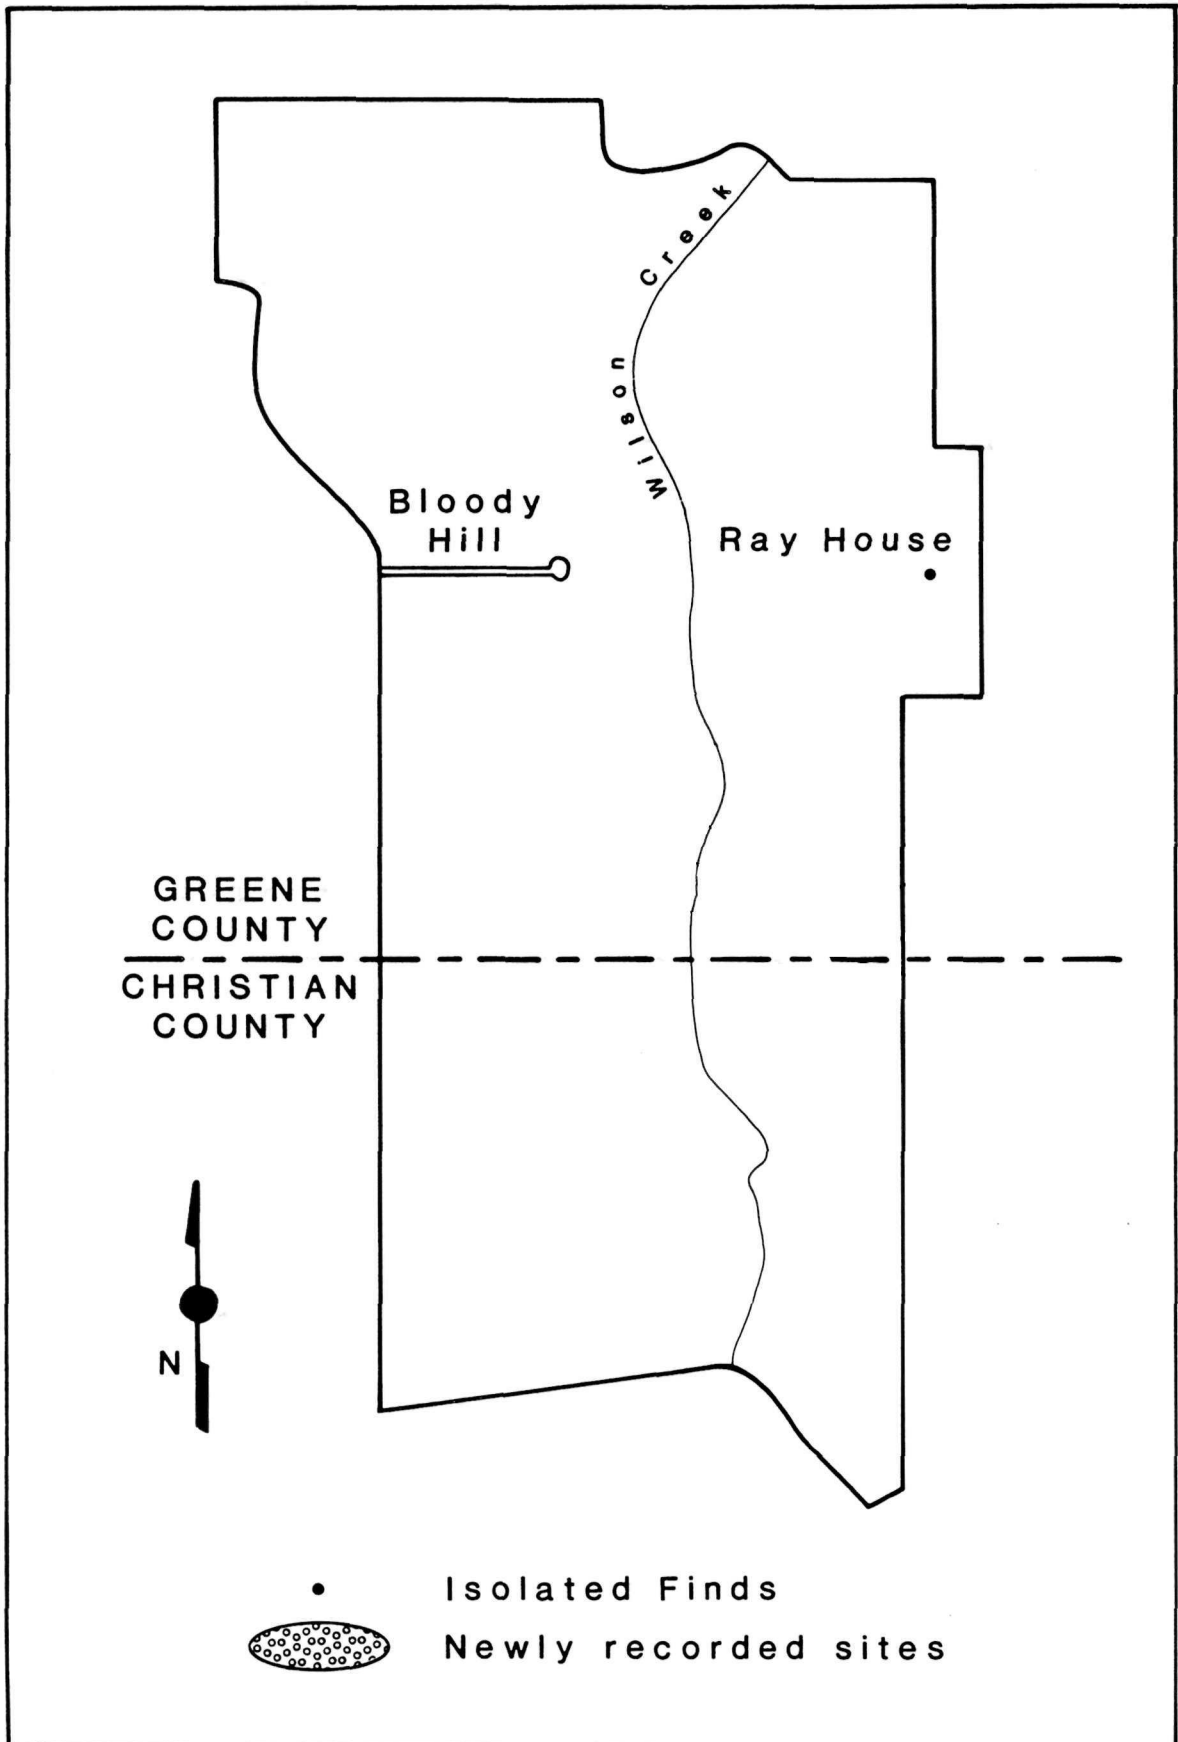 Wilson Creek
Bloody
Hill
Ray House
GREENE
COUNTY
CHRISTIAN
COUNTY
N
Isolated Finds
Newly recorded sites